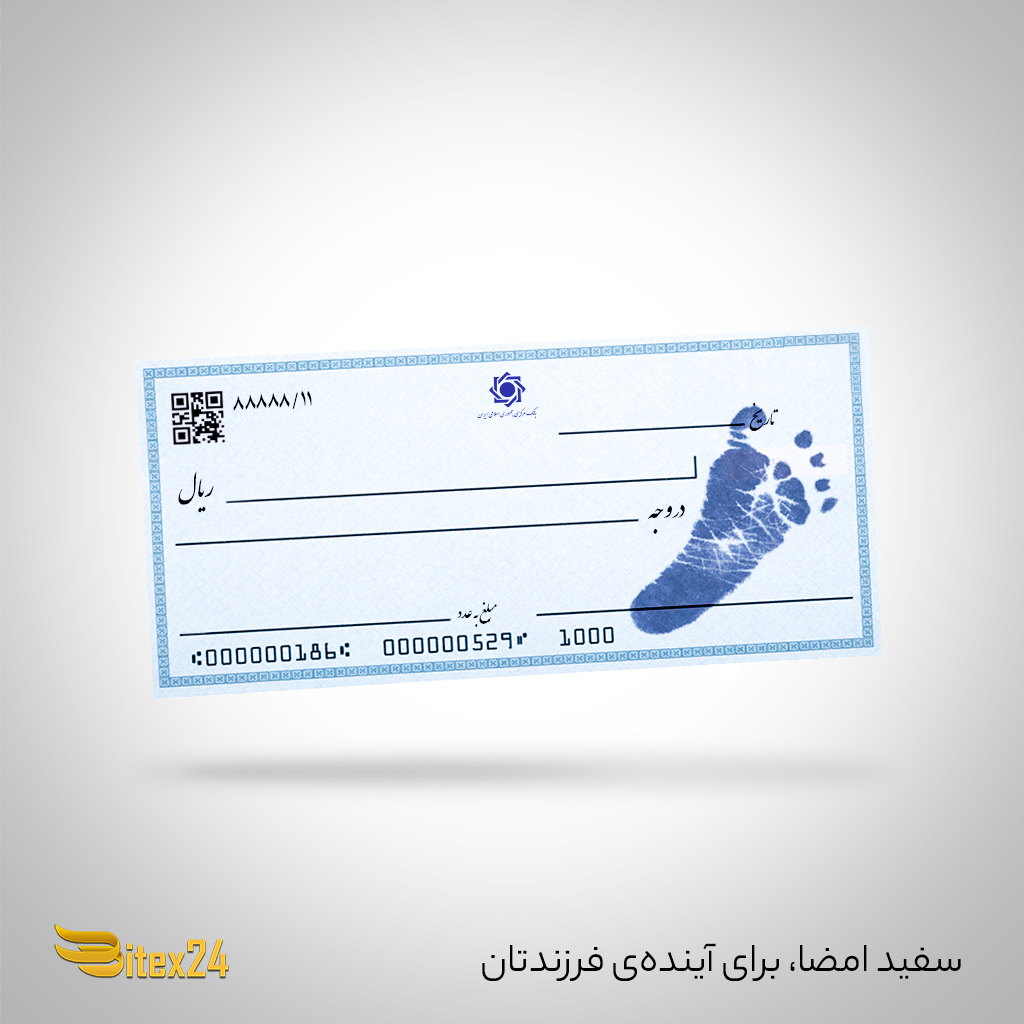 ۸۸۸۸۸/۱۱
بانک مرکزی جمهوری اسلامی ایران
تاریخ
ریال
در وجه
مبلغ به عدد
⑆000000186⑆ 000000529⑈ 1000
Bitex24
سفید امضا، برای آینده‌ی فرزندتان